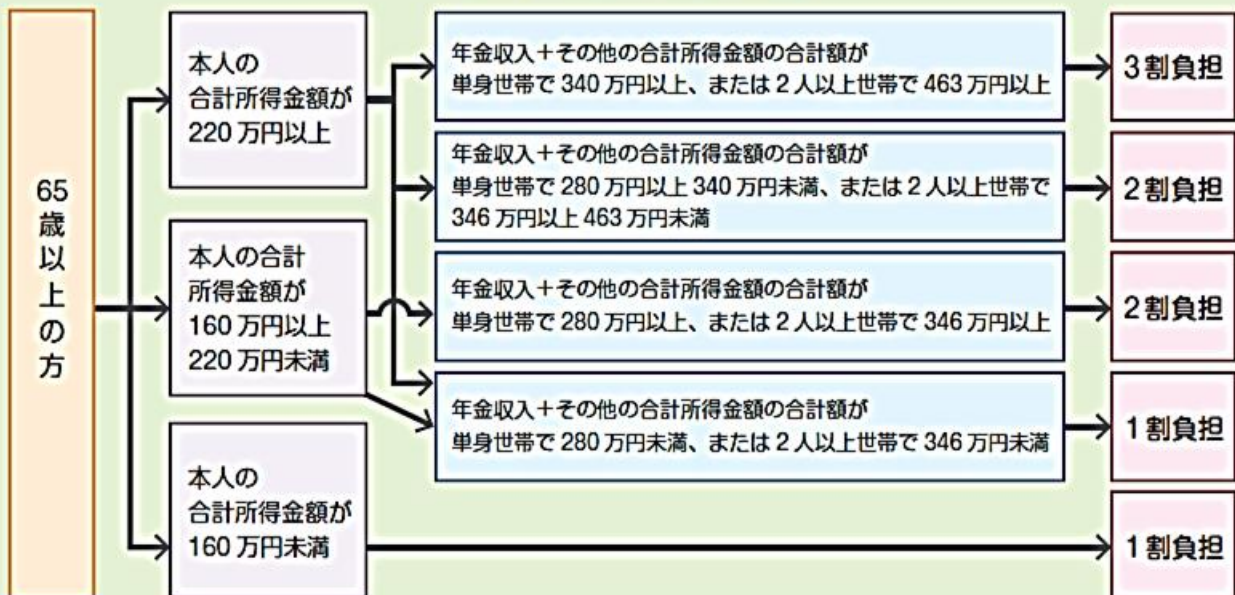 65歳以上の方
本人の
合計所得金額が
220万円以上
年金収入+その他の合計所得金額の合計額が
単身世帯で340万円以上、または2人以上世帯で463万円以上
3割負担
年金収入+その他の合計所得金額の合計額が
単身世帯で280万円以上340万円未満、または2人以上世帯で
346万円以上463万円未満
2割負担
本人の合計
所得金額が
160万円以上
220万円未満
年金収入+その他の合計所得金額の合計額が
単身世帯で280万円以上、または2人以上世帯で346万円以上
2割負担
年金収入+その他の合計所得金額の合計額が
単身世帯で280万円未満、または2人以上世帯で346万円未満
1割負担
本人の
合計所得金額が
160万円未満
1割負担